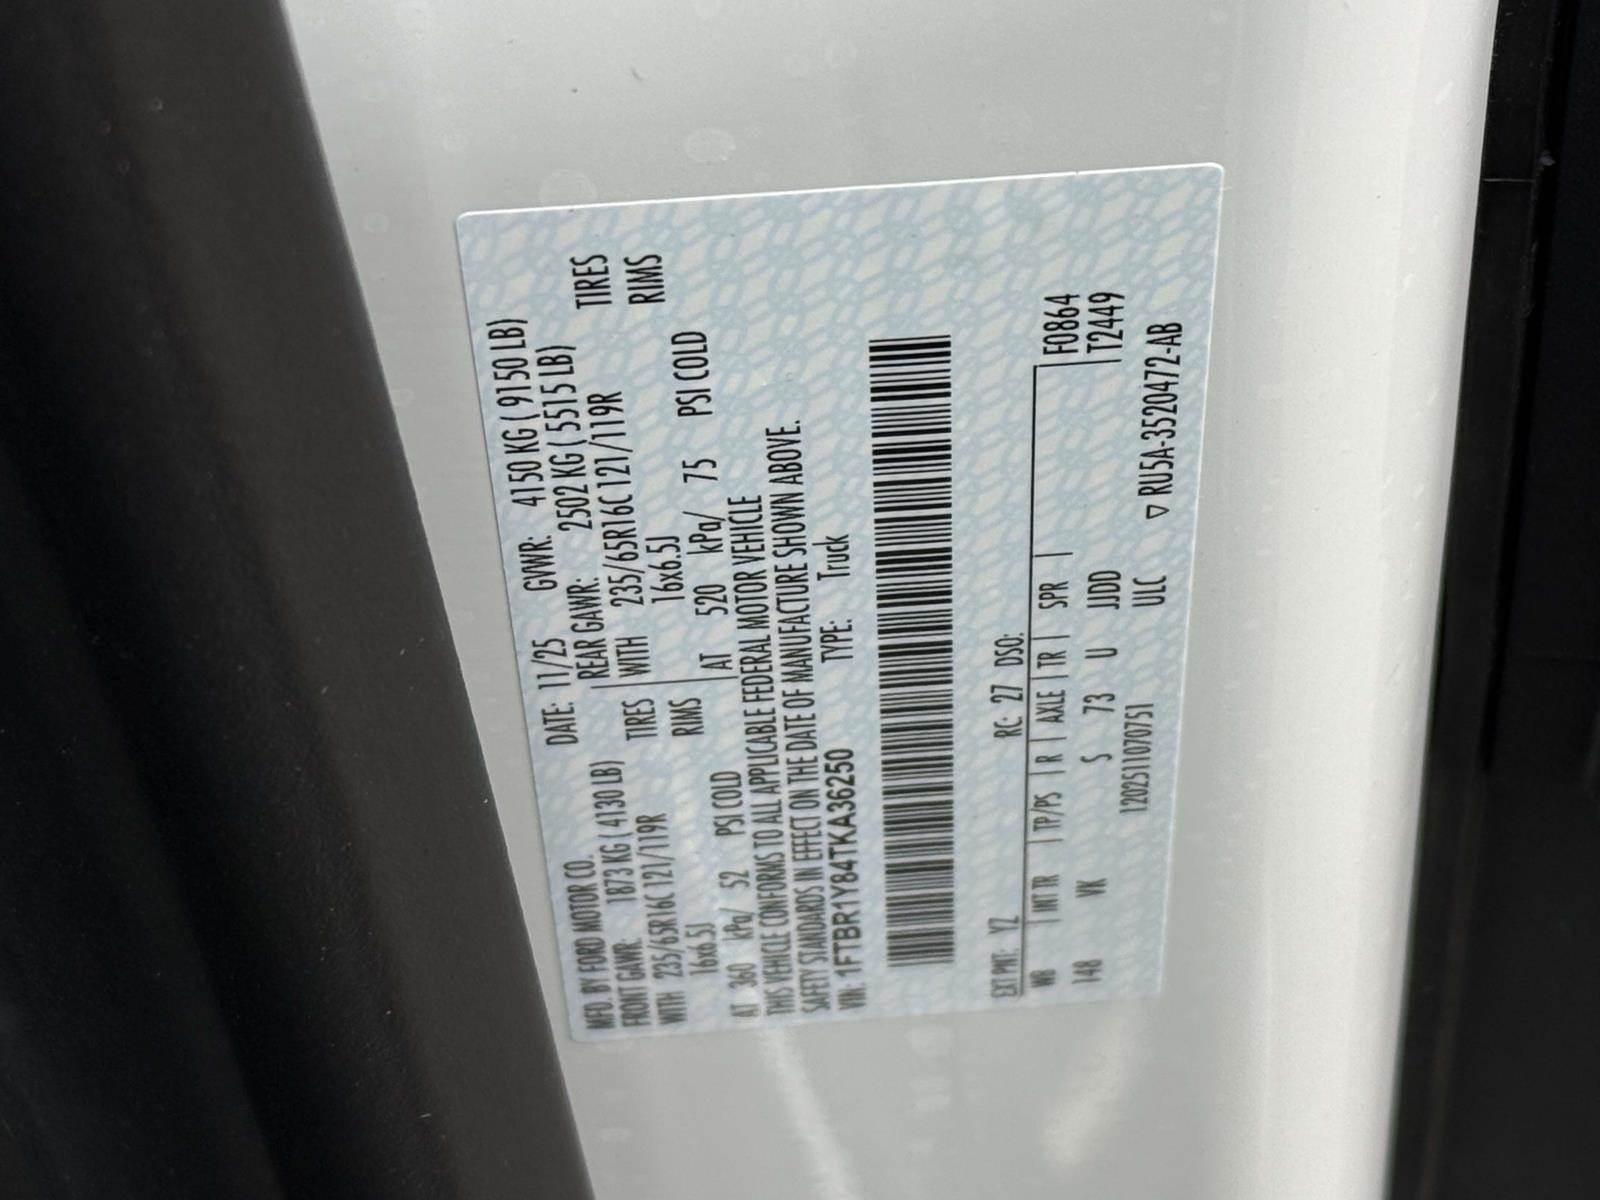 MFD. BY FORD MOTOR CO.
DATE: 11/25 GVWR: 4150 KG ( 9150 LB)
FRONT GAWR: 1873 KG ( 4130 LB) REAR GAWR: 2502 KG ( 5515 LB)
WITH 235/65R16C 121/119R TIRES WITH 235/65R16C 121/119R TIRES
16x6.5J RIMS 16x6.5J RIMS
AT 360 kPa/ 52 PSI COLD AT 520 kPa/ 75 PSI COLD
THIS VEHICLE CONFORMS TO ALL APPLICABLE FEDERAL MOTOR VEHICLE
SAFETY STANDARDS IN EFFECT ON THE DATE OF MANUFACTURE SHOWN ABOVE.
VIN: 1FTBR1Y84TKA36250 TYPE: Truck
EXT PNT: YZ RC: 27 DSO:
WB | INT TR | TP/PS | R | AXLE | TR | SPR | F0864
148 VK S 73 U JJDD T2449
1202511070751 ULC ▽ RU5A-3520472-AB